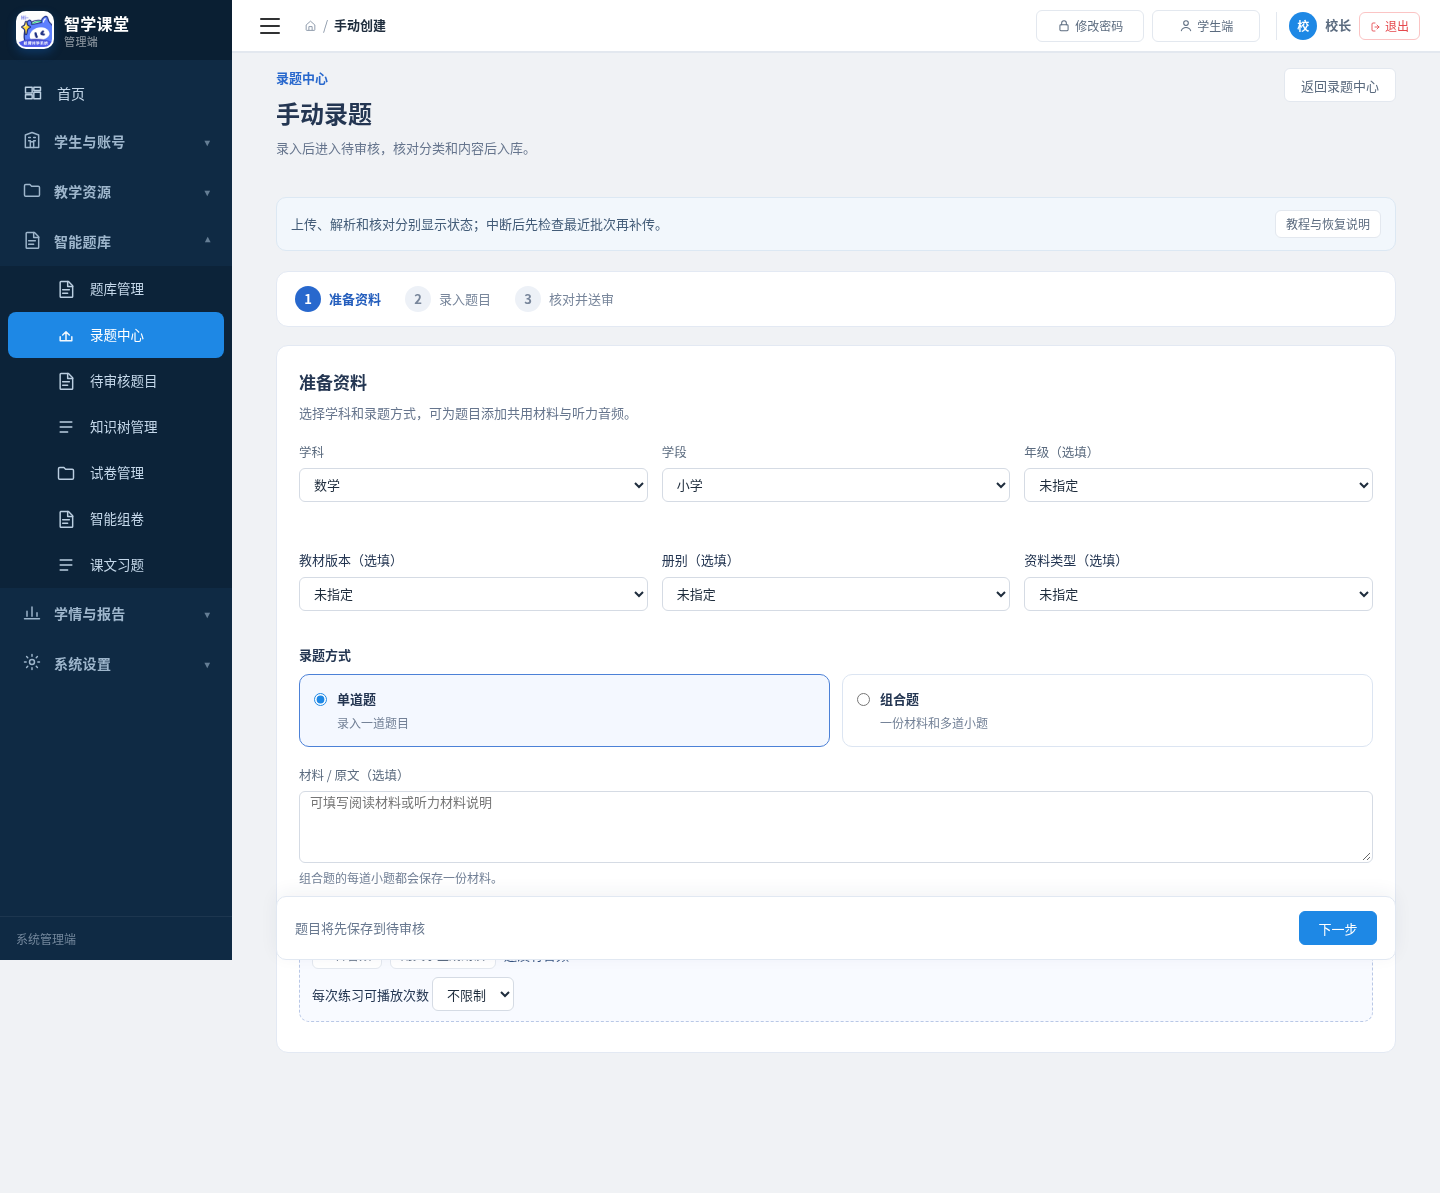 智学课堂
管理端
首页
学生与账号
教学资源
智能题库
题库管理
录题中心
待审核题目
知识树管理
试卷管理
智能组卷
课文习题
学情与报告
系统设置
系统管理端
/ 手动创建
修改密码
学生端
校 校长
退出
录题中心
手动录题
录入后进入待审核，核对分类和内容后入库。
返回录题中心
上传、解析和核对分别显示状态；中断后先检查最近批次再补传。
教程与恢复说明
1 准备资料 2 录入题目 3 核对并送审
准备资料
选择学科和录题方式，可为题目添加共用材料与听力音频。
学科 学段 年级（选填）
数学 小学 未指定
教材版本（选填） 册别（选填） 资料类型（选填）
未指定 未指定 未指定
录题方式
单道题
录入一道题目
组合题
一份材料和多道小题
材料 / 原文（选填）
可填写阅读材料或听力材料说明
组合题的每道小题都会保存一份材料。
题目将先保存到待审核
下一步
每次练习可播放次数 不限制